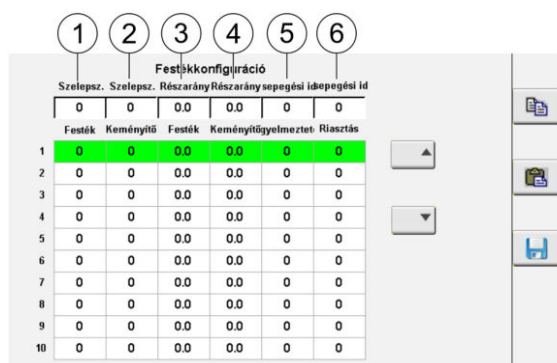 1 2 3 4 5 6
Festékkonfiguráció
Szelepsz. Szelepsz. Részarány Részarány sepegési id sepegési id
0 0 0.0 0.0 0 0
Festék Keményítő Festék Keményítő gyelmeztet Riasztás
1 0 0 0.0 0.0 0 0
2 0 0 0.0 0.0 0 0
3 0 0 0.0 0.0 0 0
4 0 0 0.0 0.0 0 0
5 0 0 0.0 0.0 0 0
6 0 0 0.0 0.0 0 0
7 0 0 0.0 0.0 0 0
8 0 0 0.0 0.0 0 0
9 0 0 0.0 0.0 0 0
10 0 0 0.0 0.0 0 0